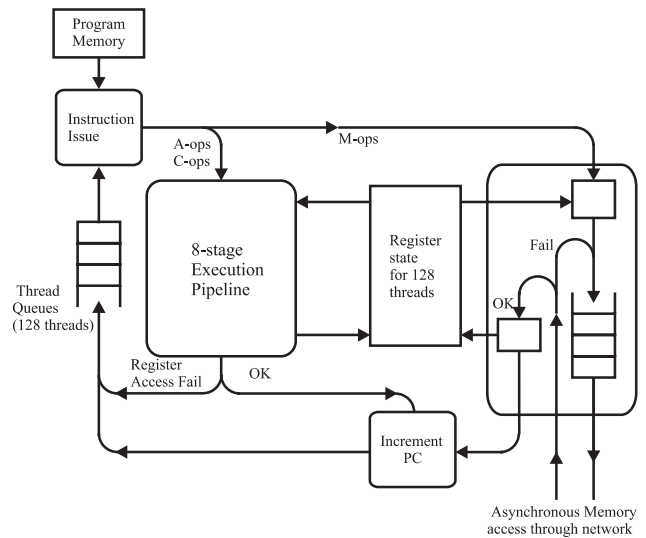 Program
Memory
Instruction
Issue
A-ops
C-ops
M-ops
8-stage
Execution
Pipeline
Register
state
for 128
threads
Fail
OK
Thread
Queues
(128 threads)
Register
Access Fail
OK
Increment
PC
Asynchronous Memory
access through network